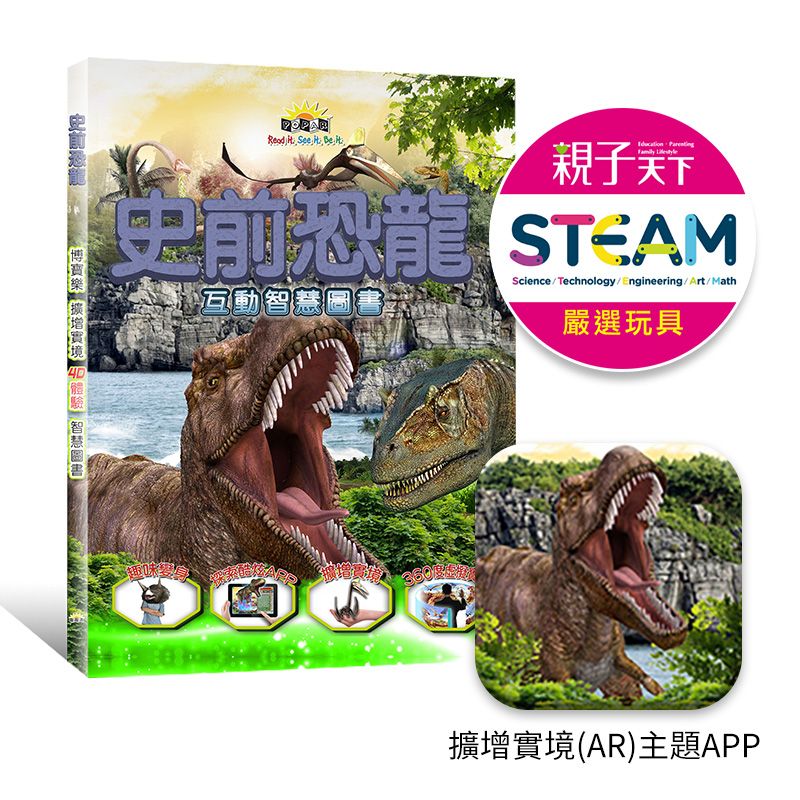 POPAR
Read it, See it, Be it.
史前恐龍
互動智慧圖書
史前恐龍
博寶樂 擴增實境 4D體驗 智慧圖書
趣味變身
探索酷炫APP
擴增實境
360度虛擬
Education・Parenting
Family Lifestyle
親子天下
STEAM
Science/Technology/Engineering/Art/Math
嚴選玩具
擴增實境(AR)主題APP